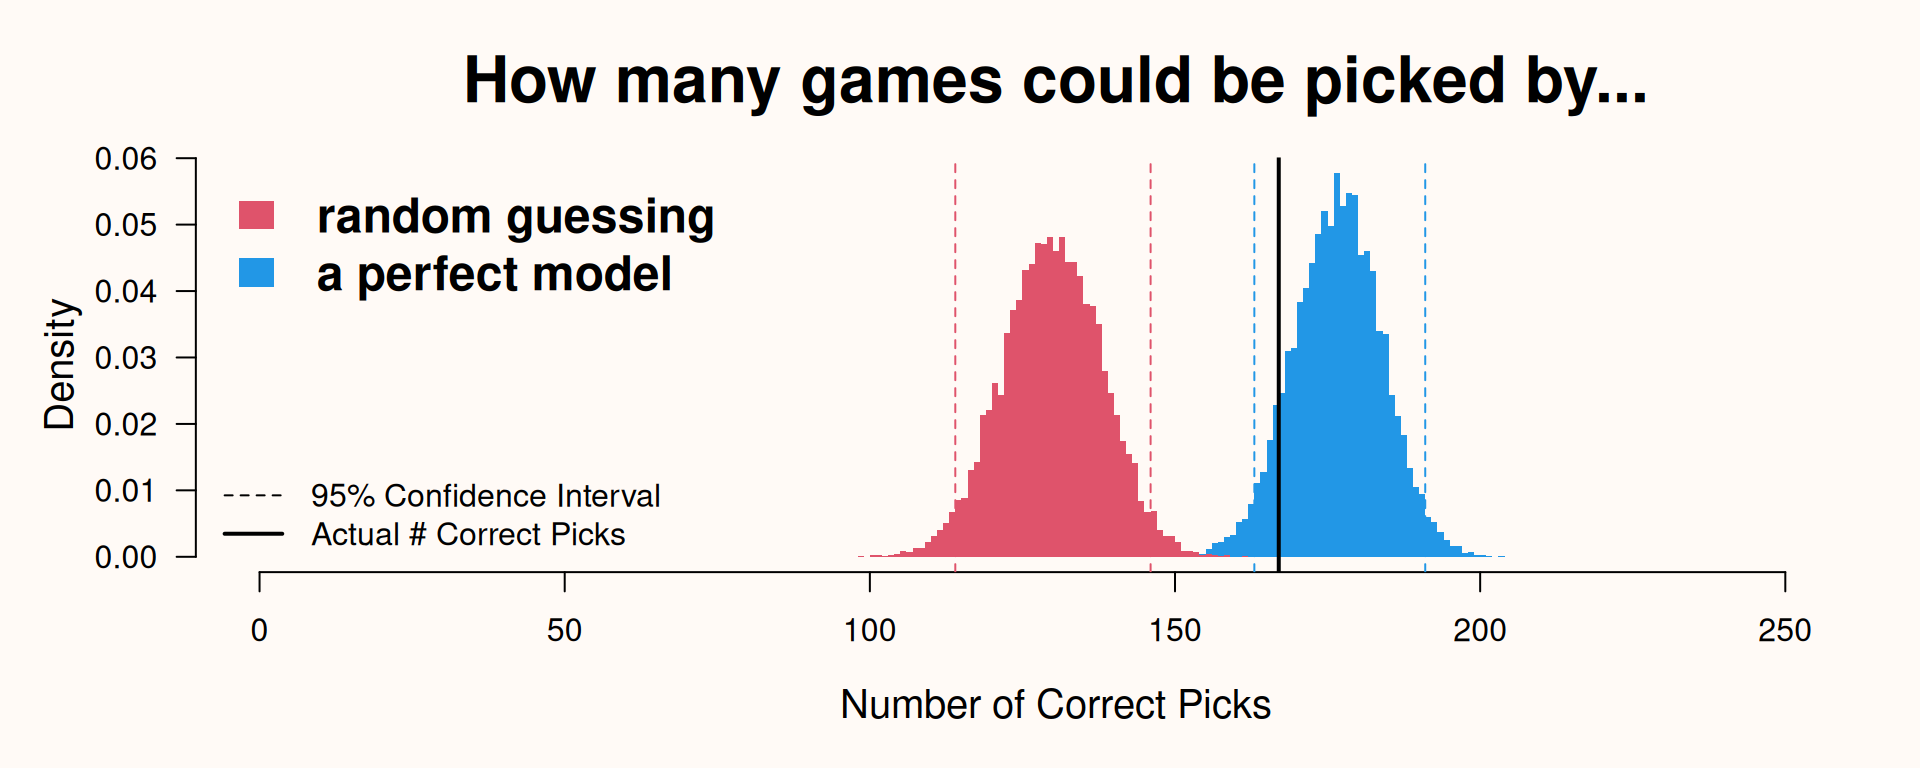 How many games could be picked by...
random guessing
a perfect model
95% Confidence Interval
Actual # Correct Picks
Density
0.06
0.05
0.04
0.03
0.02
0.01
0.00
0 50 100 150 200 250
Number of Correct Picks